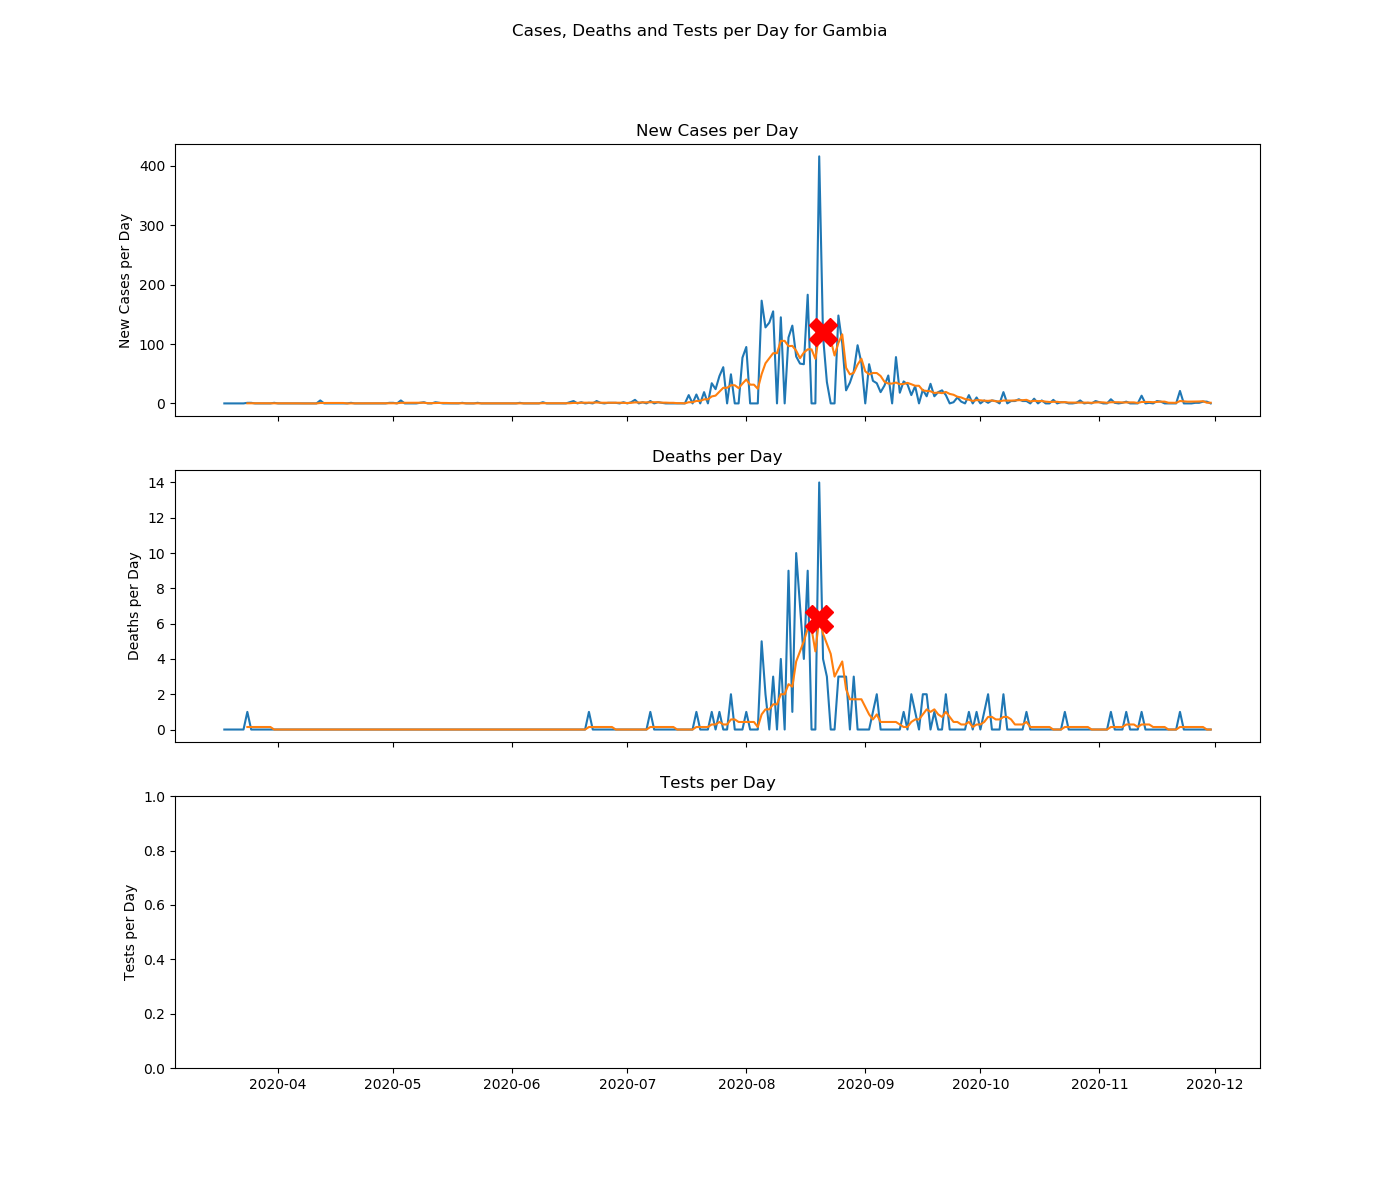 Cases, Deaths and Tests per Day for Gambia
New Cases per Day
New Cases per Day
400
300
200
100
0
Deaths per Day
Deaths per Day
14
12
10
8
6
4
2
0
Tests per Day
Tests per Day
1.0
0.8
0.6
0.4
0.2
0.0
2020-04 2020-05 2020-06 2020-07 2020-08 2020-09 2020-10 2020-11 2020-12